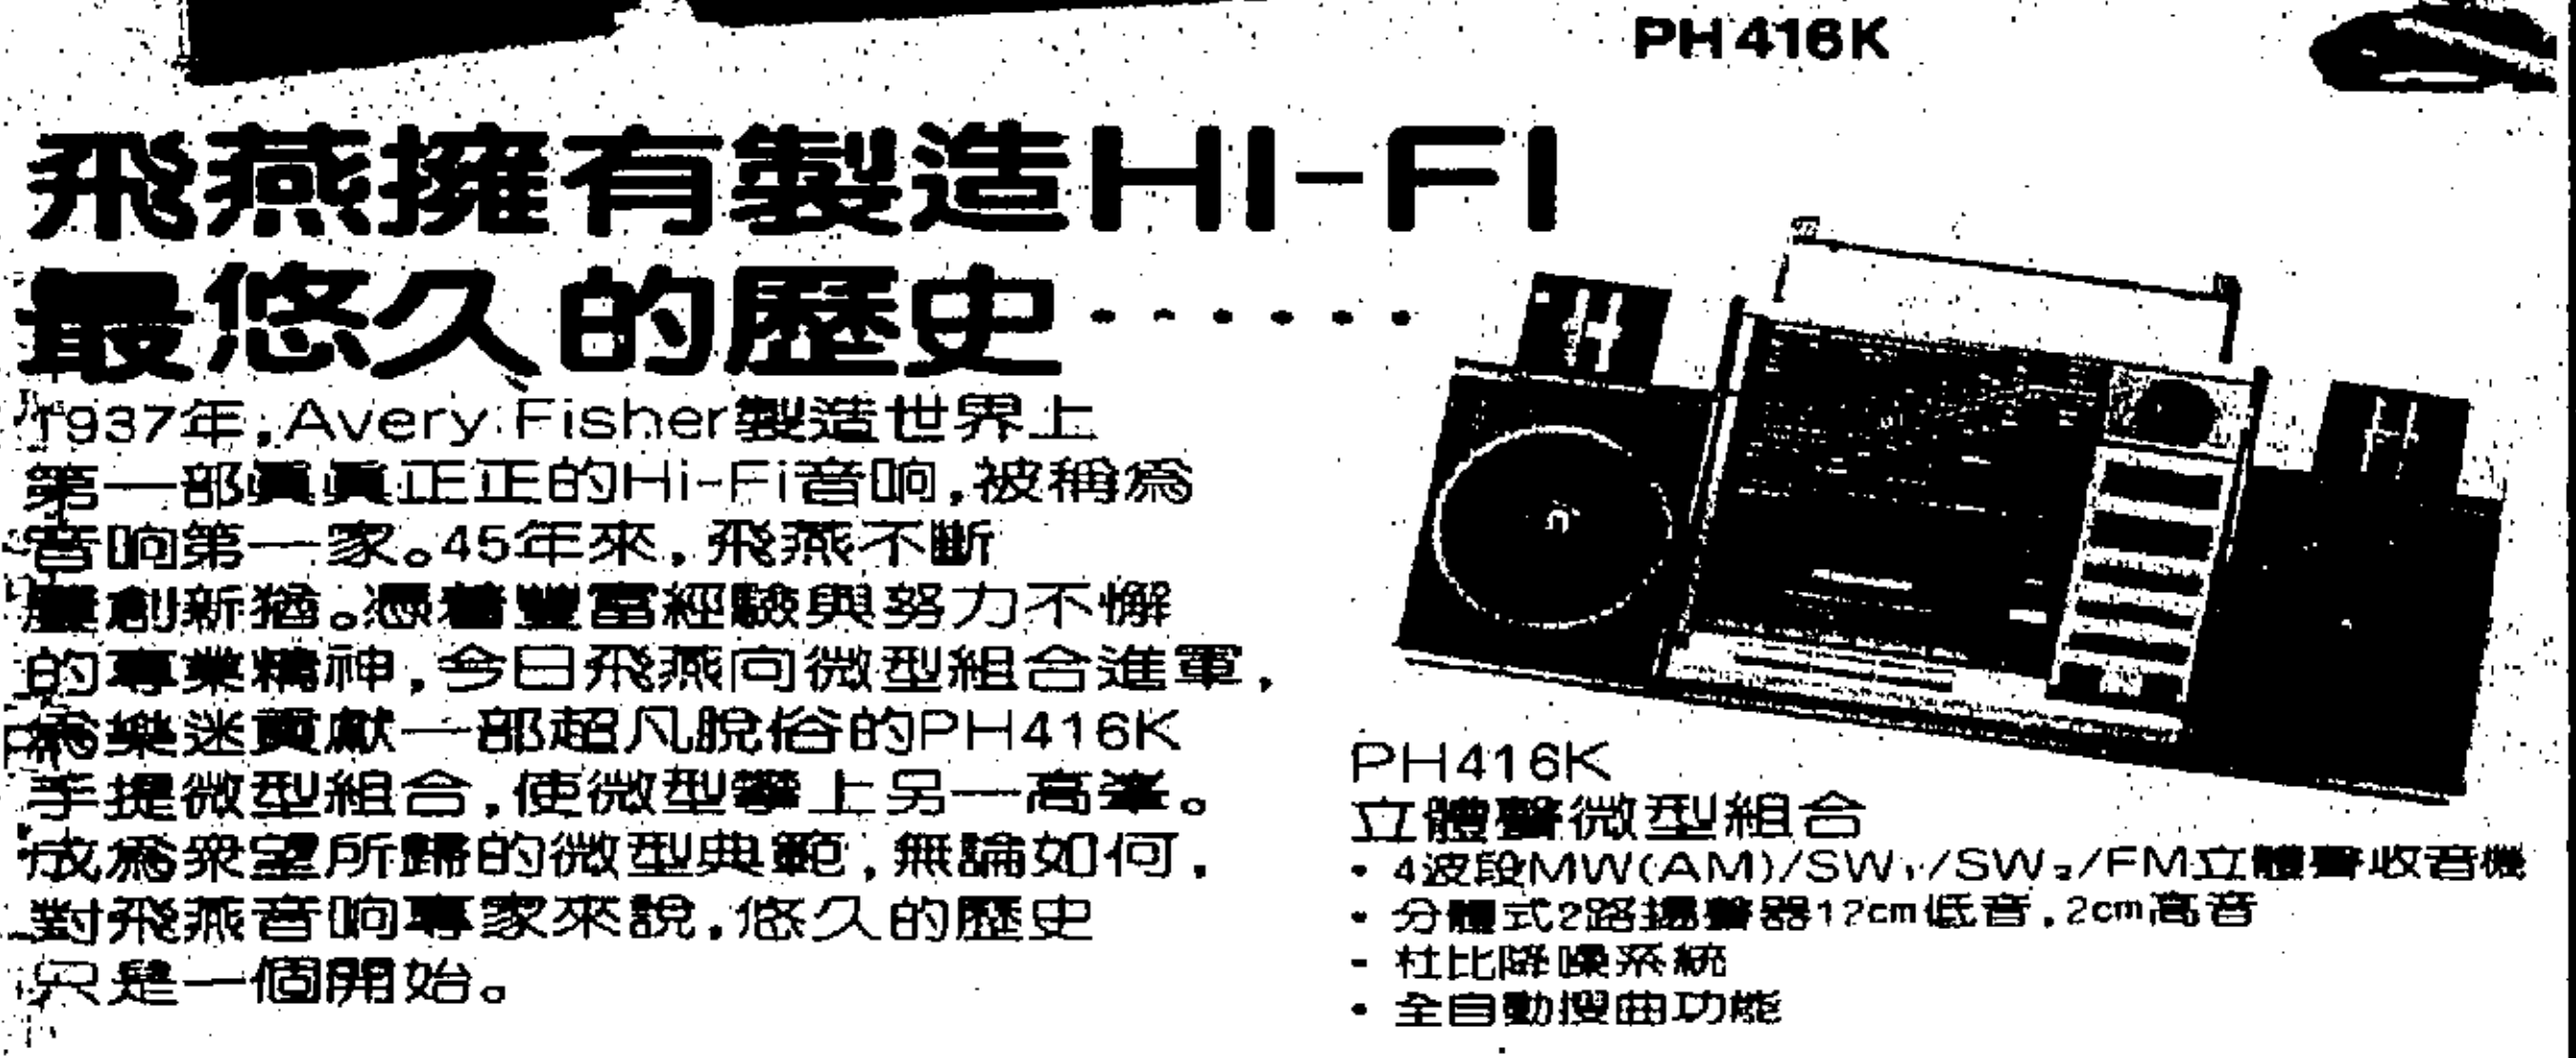 PH416K
飛燕擁有製造HI-FI
最悠久的歷史······
1937年,Avery Fisher製造世界上
第一部眞眞正正的Hi-Fi音响,被稱爲
音响第一家。45年來,飛燕不斷
屢創新猶。憑着豐富經驗與努力不懈
的專業精神,今日飛燕向微型組合進軍,
爲樂迷貢獻一部超凡脫俗的PH416K
手提微型組合,使微型攀上另一高峯。
成爲衆望所歸的微型典範,無論如何,
對飛燕音响專家來說,悠久的歷史
只是一個開始。
PH416K
立體聲微型組合
• 4波段MW(AM)/SW₁/SW₂/FM立體聲收音機
• 分體式2路揚聲器12cm低音,2cm高音
- 杜比降噪系統
• 全自動搜曲功能